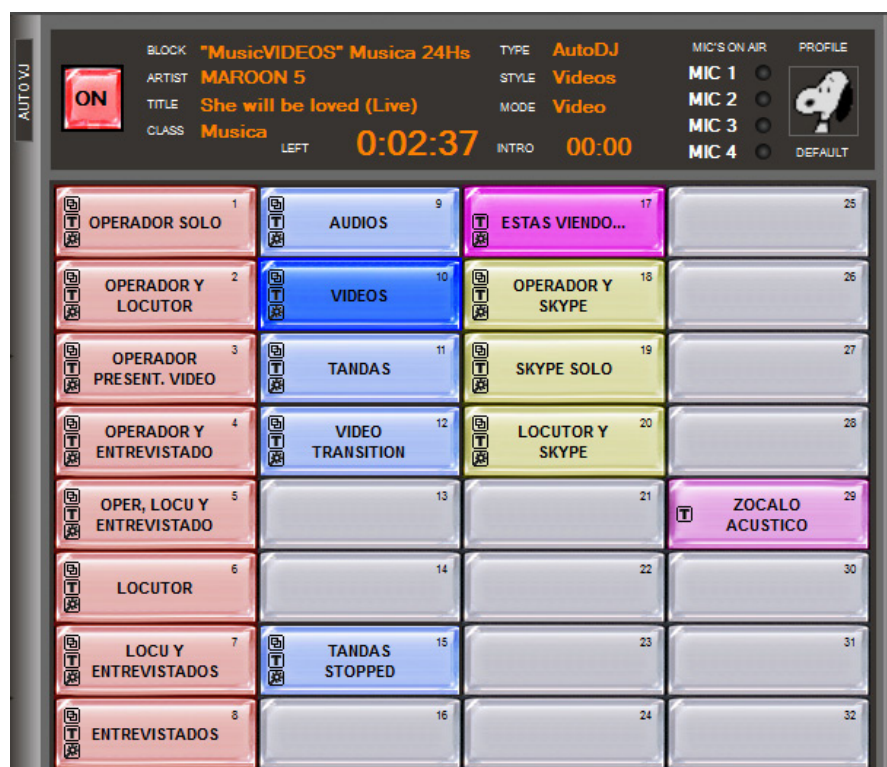 AUTO VJ
ON
BLOCK "MusicVIDEOS" Musica 24Hs
ARTIST MAROON 5
TITLE She will be loved (Live)
CLASS Musica
LEFT 0:02:37
TYPE AutoDJ
STYLE Videos
MODE Video
INTRO 00:00
MIC'S ON AIR
MIC 1
MIC 2
MIC 3
MIC 4
PROFILE
DEFAULT
1
T
OPERADOR SOLO
9
T
AUDIOS
17
T
ESTAS VIENDO...
25
2
T
OPERADOR Y
LOCUTOR
10
T
VIDEOS
18
T
OPERADOR Y
SKYPE
26
3
T
OPERADOR
PRESENT. VIDEO
11
T
TANDAS
19
T
SKYPE SOLO
27
4
T
OPERADOR Y
ENTREVISTADO
12
T
VIDEO
TRANSITION
20
T
LOCUTOR Y
SKYPE
28
5
T
OPER, LOCU Y
ENTREVISTADO
13
21
29
T
ZOCALO
ACUSTICO
6
T
LOCUTOR
14
22
30
7
T
LOCU Y
ENTREVISTADOS
15
T
TANDAS
STOPPED
23
31
8
T
ENTREVISTADOS
16
24
32